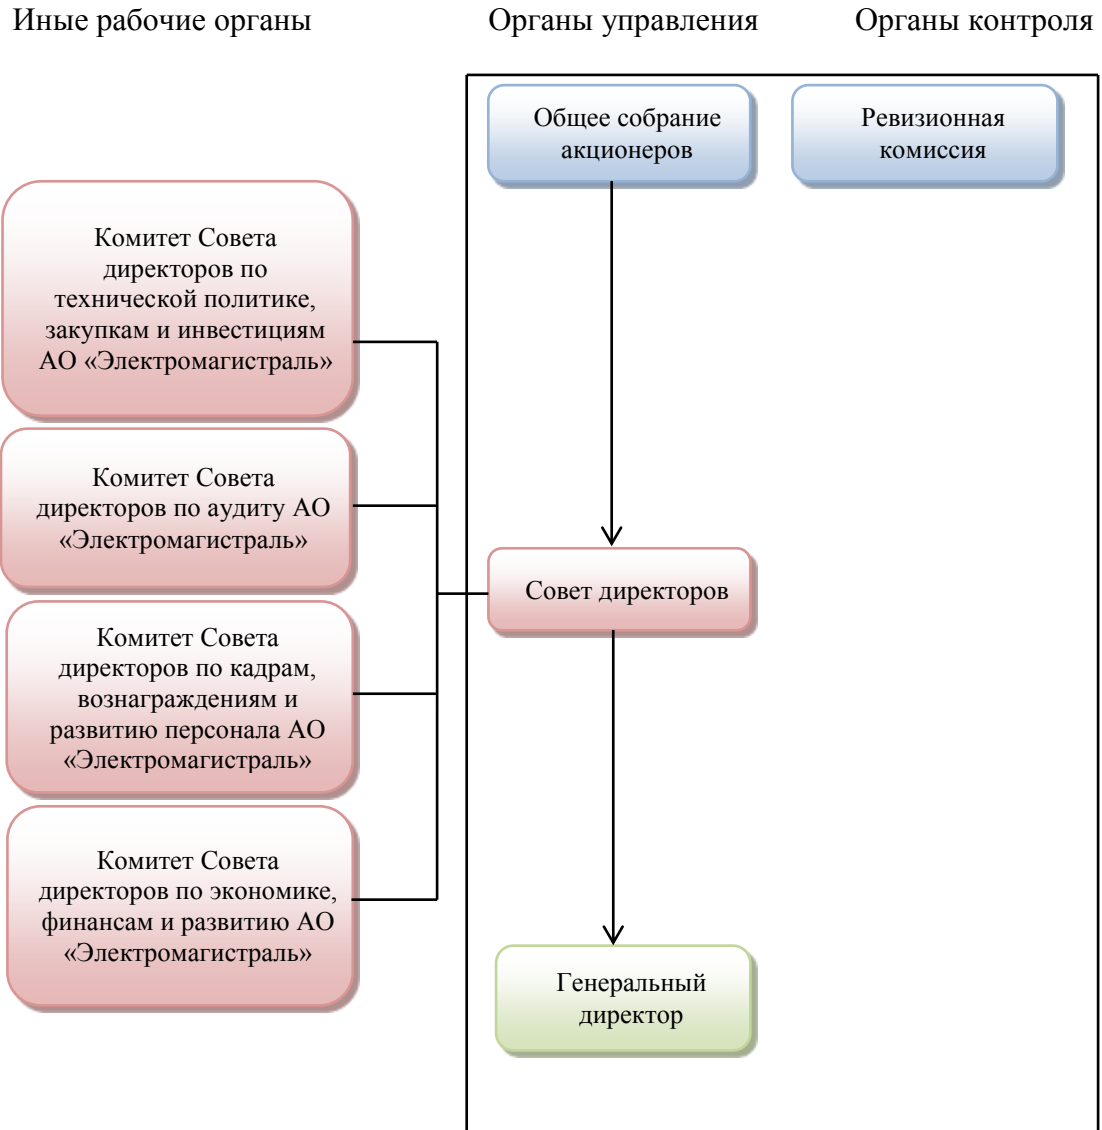 Иные рабочие органы
Органы управления
Органы контроля
Общее собрание
акционеров
Ревизионная
комиссия
Комитет Совета
директоров по
технической политике,
закупкам и инвестициям
АО «Электромагистраль»
Комитет Совета
директоров по аудиту АО
«Электромагистраль»
Совет директоров
Комитет Совета
директоров по кадрам,
вознаграждениям и
развитию персонала АО
«Электромагистраль»
Комитет Совета
директоров по экономике,
финансам и развитию АО
«Электромагистраль»
Генеральный
директор